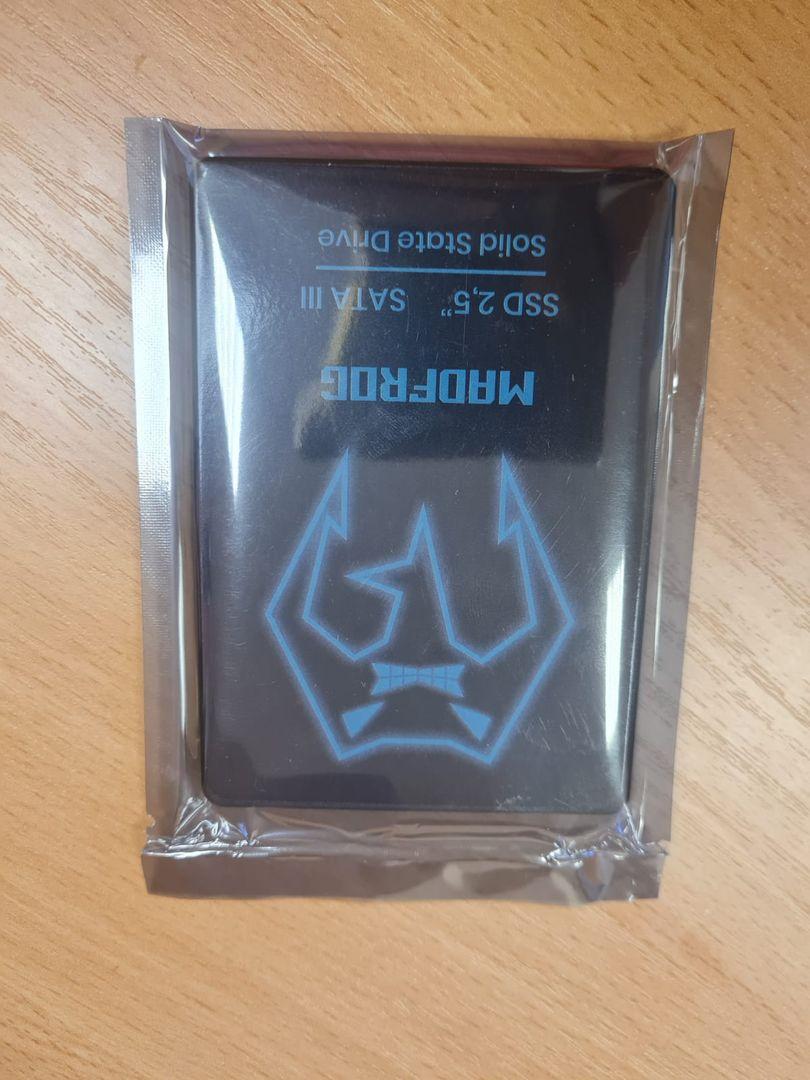 MADFROG
SSD 2,5” SATA III
Solid State Drive